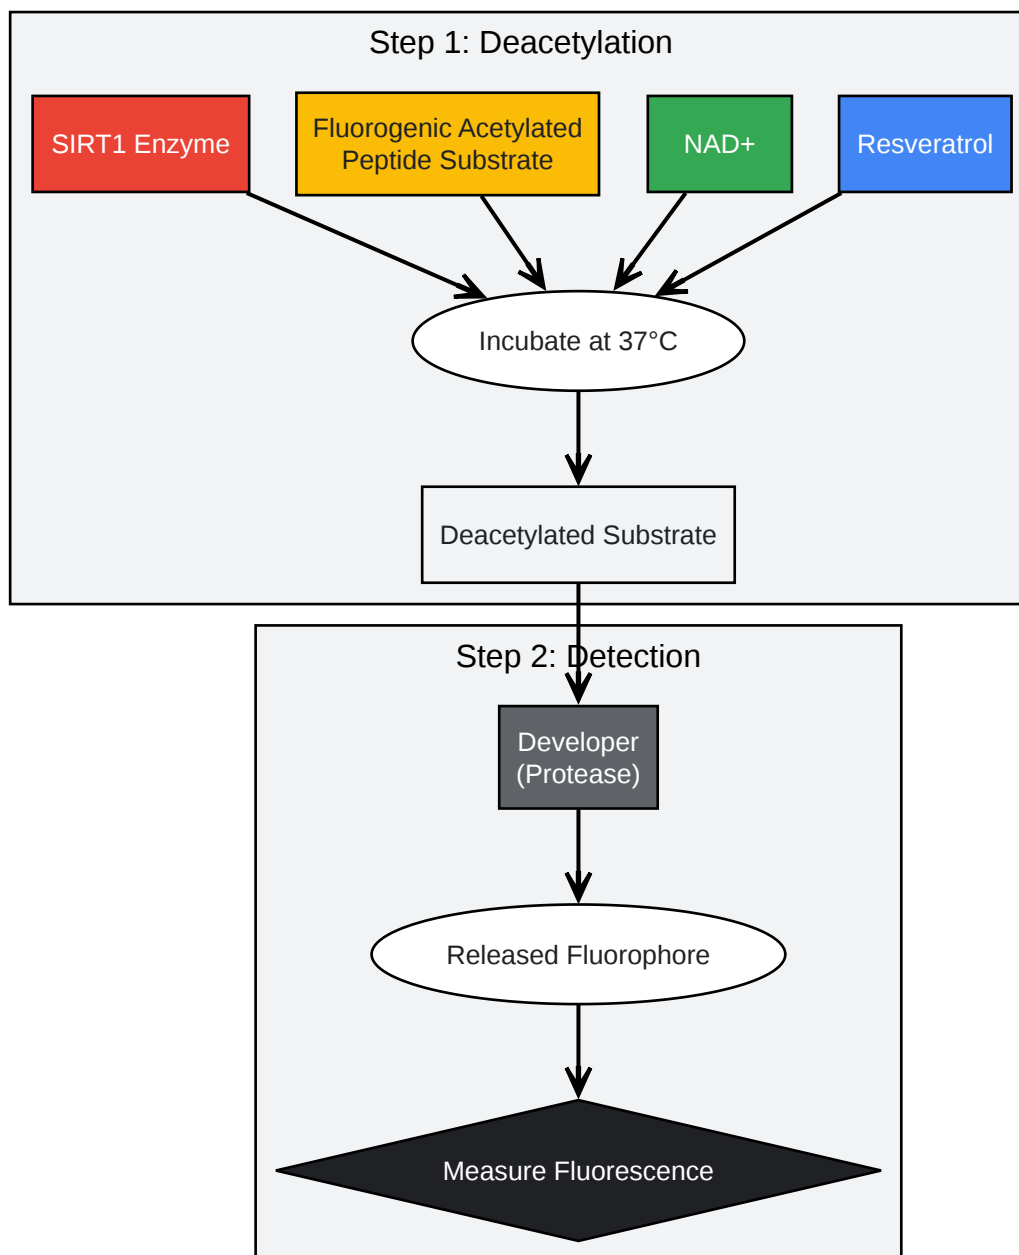 Step 1: Deacetylation
SIRT1 Enzyme
Fluorogenic Acetylated
Peptide Substrate
NAD+
Resveratrol
Incubate at 37°C
Deacetylated Substrate
Step 2: Detection
Developer
(Protease)
Released Fluorophore
Measure Fluorescence